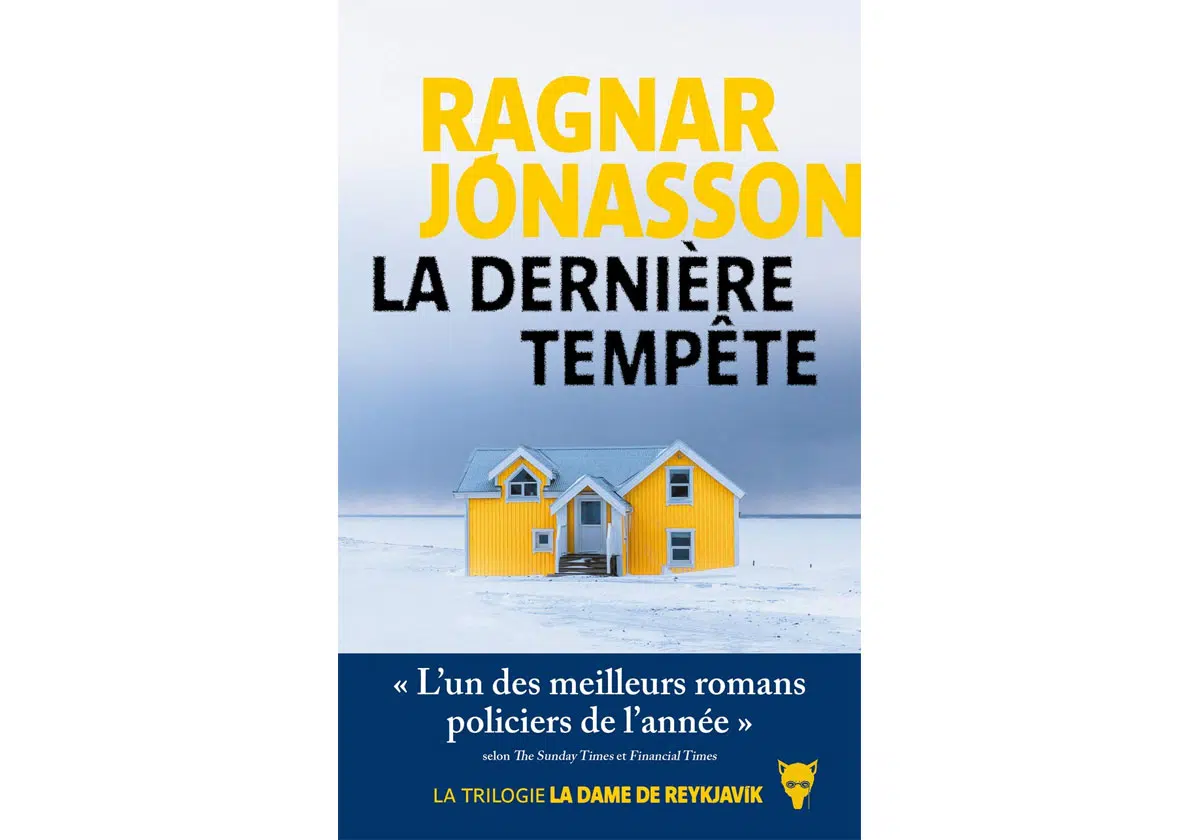 RAGNAR
JÓNASSON
LA DERNIÈRE
TEMPÊTE
« L’un des meilleurs romans
policiers de l’année »
selon The Sunday Times et Financial Times
LA TRILOGIE LA DAME DE REYKJAVÍK